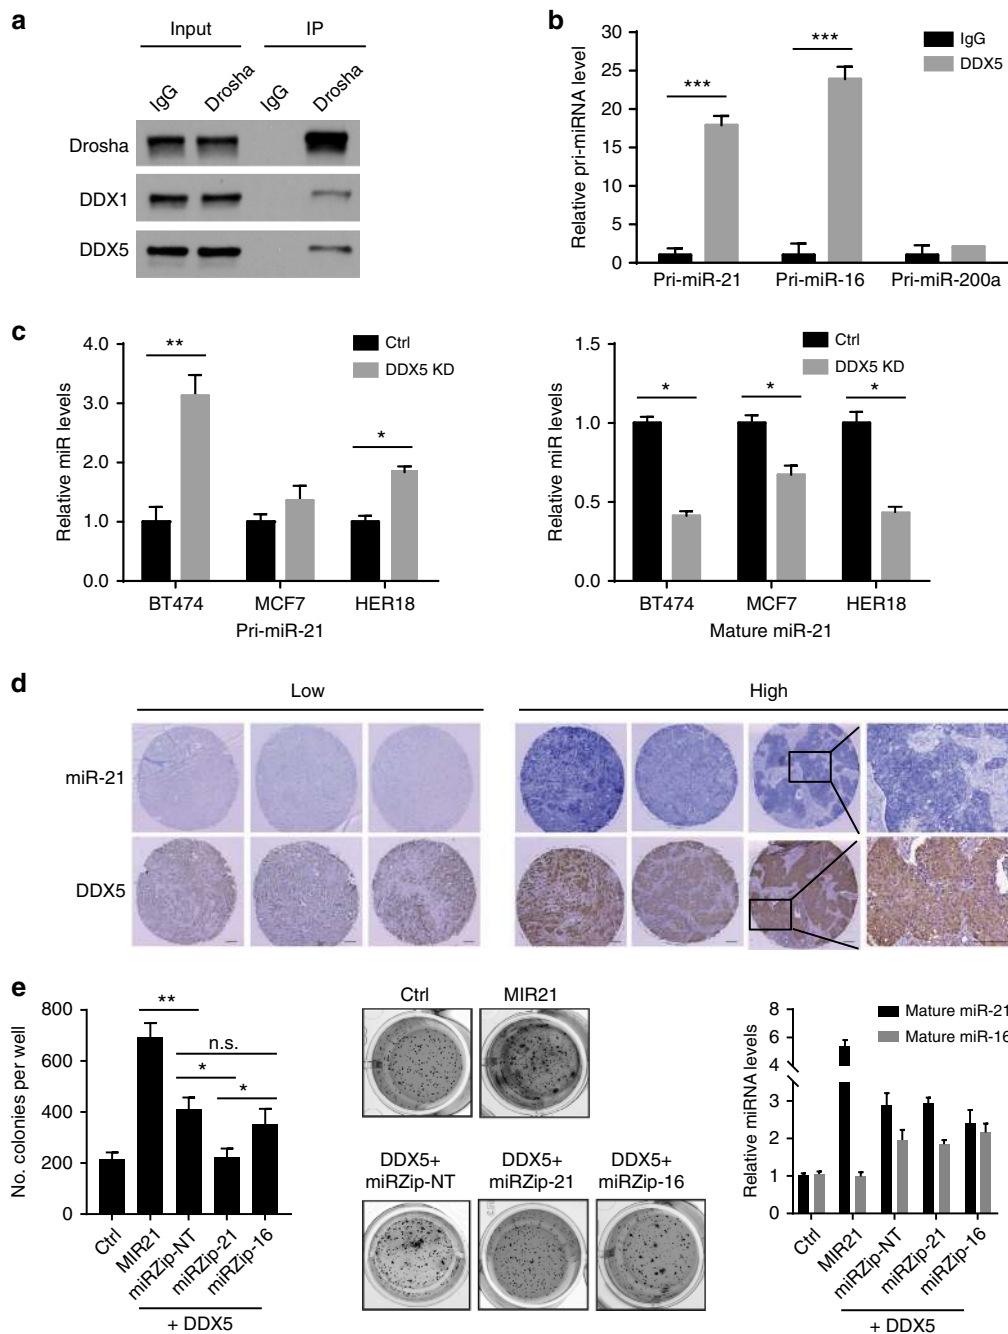 a
Input
IP
IgG
Drosha
IgG
Drosha
Drosha
DDX1
DDX5
b
Relative pri-miRNA level
30
25
20
15
10
5
0
***
***
IgG
DDX5
Pri-miR-21
Pri-miR-16
Pri-miR-200a
c
Relative miR levels
4.0
3.0
2.0
1.0
0.0
**
*
Ctrl
DDX5 KD
BT474
MCF7
HER18
Pri-miR-21
Relative miR levels
1.5
1.0
0.5
0.0
*
*
*
Ctrl
DDX5 KD
BT474
MCF7
HER18
Mature miR-21
d
Low
High
miR-21
DDX5
e
No. colonies per well
800
600
400
200
0
**
n.s.
*
*
Ctrl
MIR21
miRZip-NT
miRZip-21
miRZip-16
+ DDX5
Ctrl
MIR21
DDX5+
miRZip-NT
DDX5+
miRZip-21
DDX5+
miRZip-16
Relative miRNA levels
8
6
4
3
2
1
0
Mature miR-21
Mature miR-16
Ctrl
MIR21
miRZip-NT
miRZip-21
miRZip-16
+ DDX5